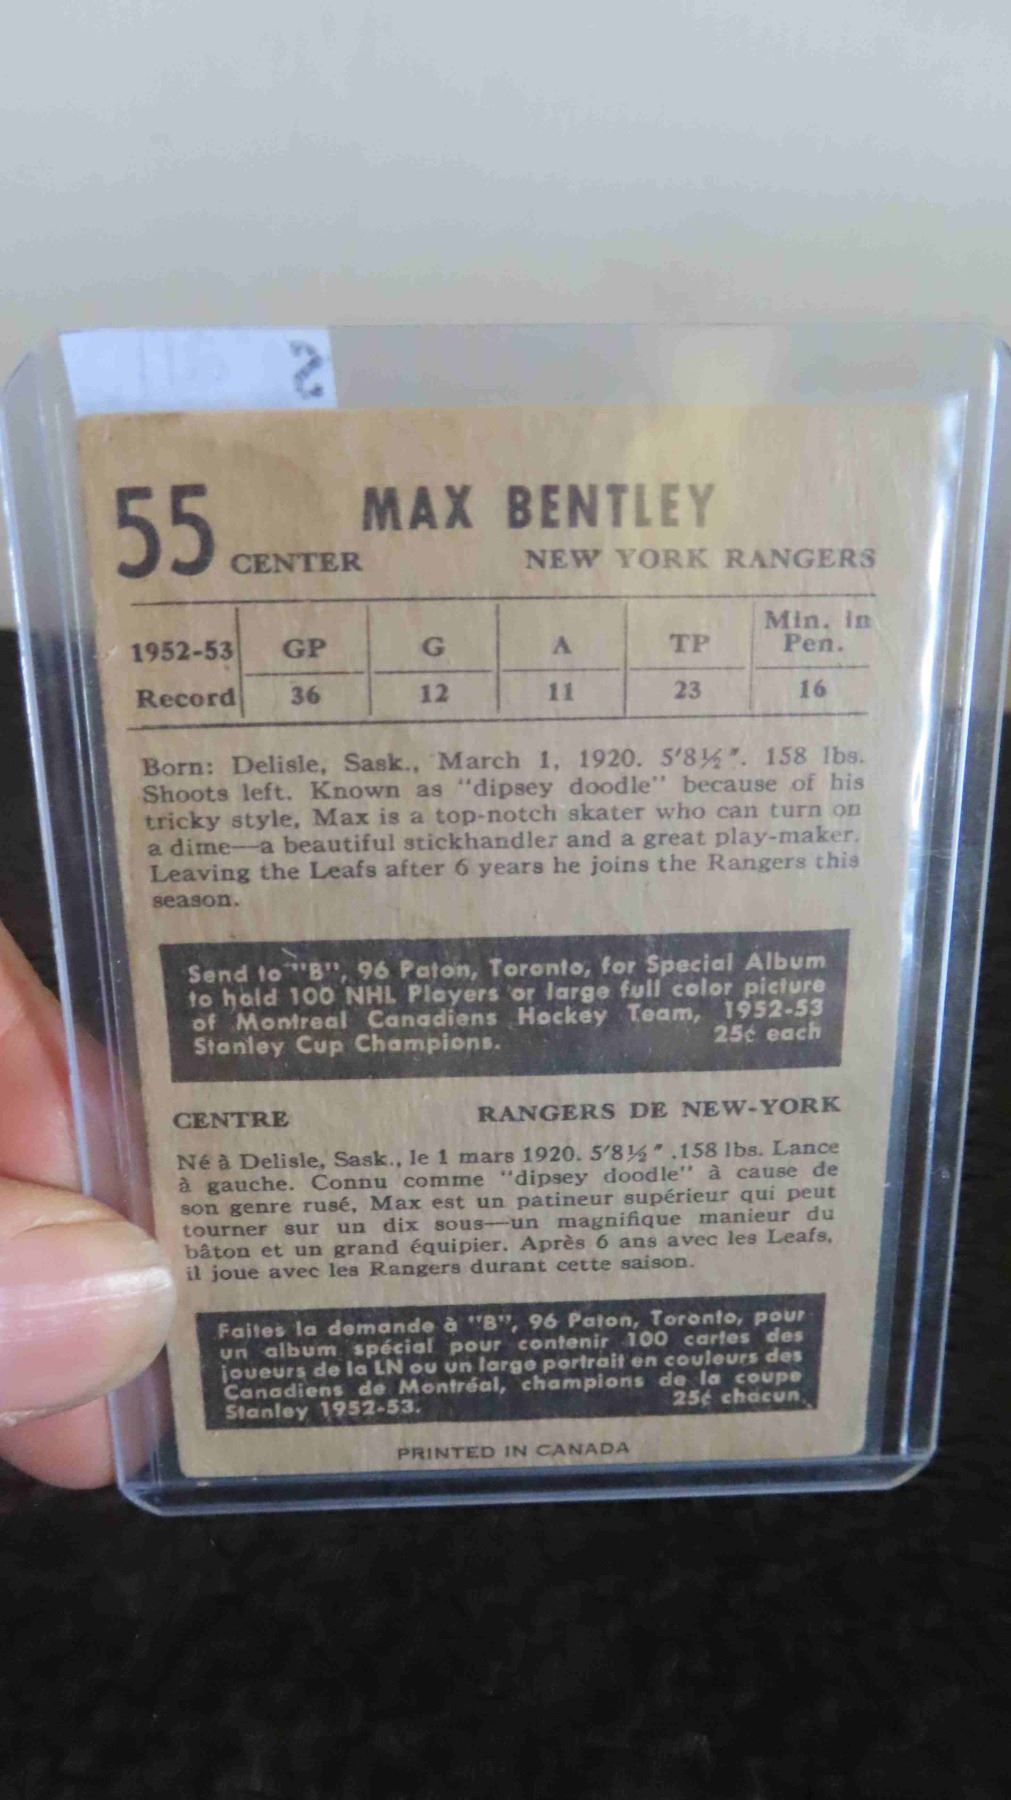 55 MAX BENTLEY
CENTER NEW YORK RANGERS
1952-53 GP G A TP Min. in Pen.
Record 36 12 11 23 16
Born: Delisle, Sask., March 1, 1920. 5'8½". 158 lbs.
Shoots left. Known as "dipsey doodle" because of his
tricky style, Max is a top-notch skater who can turn on
a dime—a beautiful stickhandler and a great play-maker.
Leaving the Leafs after 6 years he joins the Rangers this
season.
Send to "B", 96 Paton, Toronto, for Special Album
to hold 100 NHL Players or large full color picture
of Montreal Canadiens Hockey Team, 1952-53
Stanley Cup Champions. 25¢ each
CENTRE RANGERS DE NEW-YORK
Né à Delisle, Sask., le 1 mars 1920. 5'8½" .158 lbs. Lance
à gauche. Connu comme "dipsey doodle" à cause de
son genre rusé, Max est un patineur supérieur qui peut
tourner sur un dix sous—un magnifique manieur du
bâton et un grand équipier. Après 6 ans avec les Leafs,
il joue avec les Rangers durant cette saison.
Faites la demande à "B", 96 Paton, Toronto, pour
un album spécial pour contenir 100 cartes des
joueurs de la LN ou un large portrait en couleurs des
Canadiens de Montréal, champions de la coupe
Stanley 1952-53. 25¢ chacun.
PRINTED IN CANADA